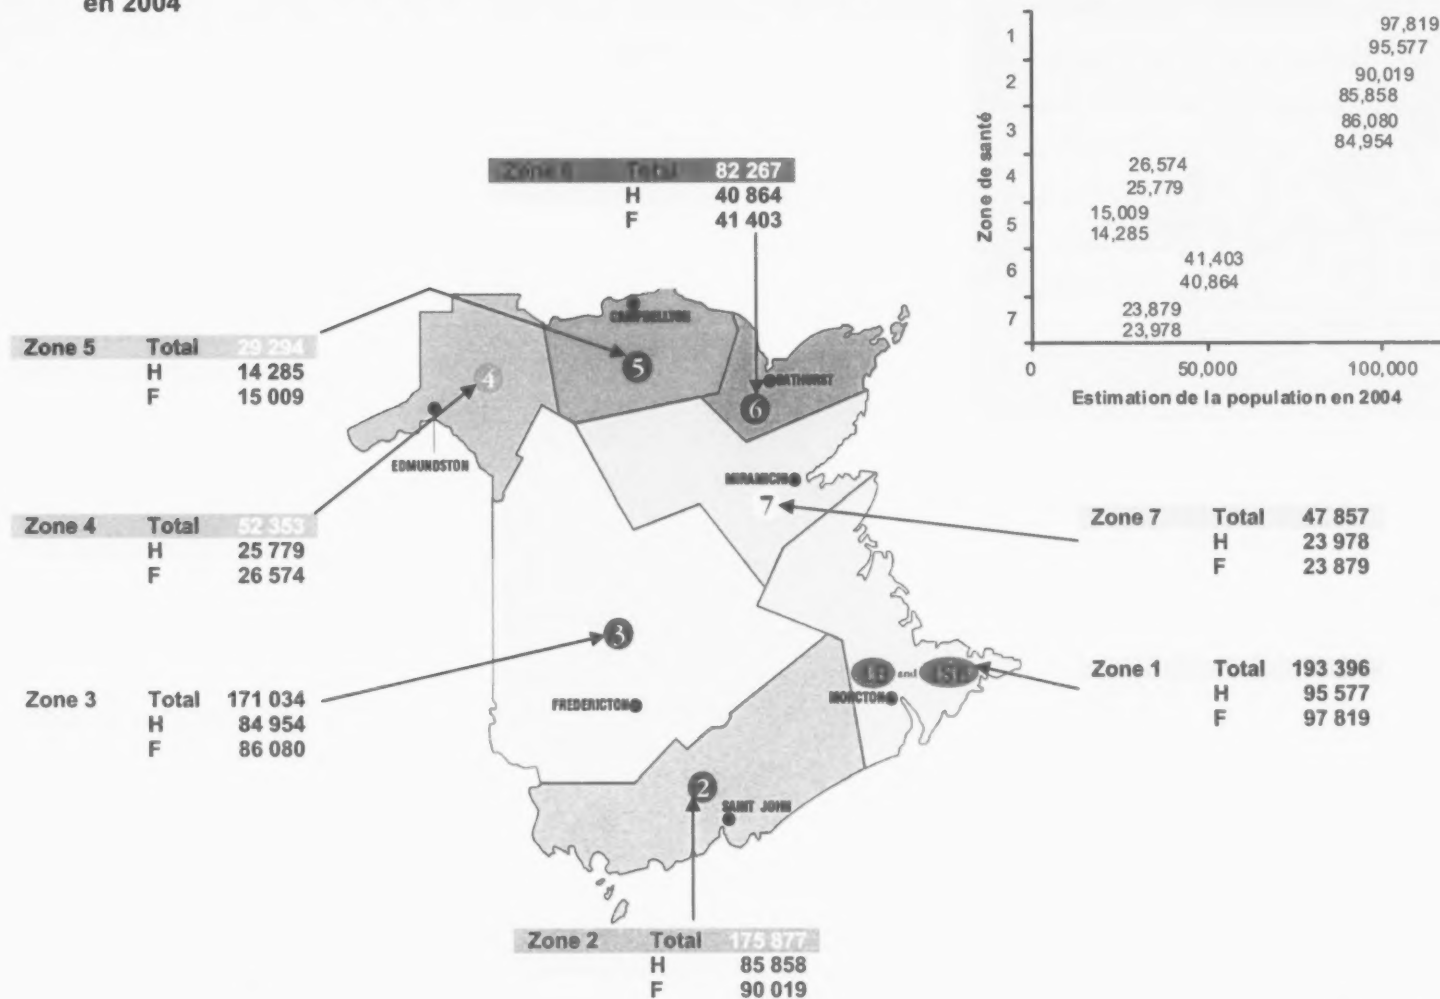 en 2004
97,819
1
95,577
90,019
2
85,858
86,080
3
84,954
26,574
4
25,779
15,009
5
14,285
41,403
6
40,864
23,879
7
23,978
Zone de santé
0 50,000 100,000
Estimation de la population en 2004
Zone 6 Total 82 267
H 40 864
F 41 403
Zone 5 Total 29 294
H 14 285
F 15 009
Zone 4 Total 52 353
H 25 779
F 26 574
Zone 3 Total 171 034
H 84 954
F 86 080
Zone 7 Total 47 857
H 23 978
F 23 879
Zone 1 Total 193 396
H 95 577
F 97 819
Zone 2 Total 175 877
H 85 858
F 90 019
CAMPBELLTON
5
4
BATHURST
6
EDMUNDSTON
MIRAMICHI
7
3
FREDERICTON
and
MONCTON
2
SAINT JOHN